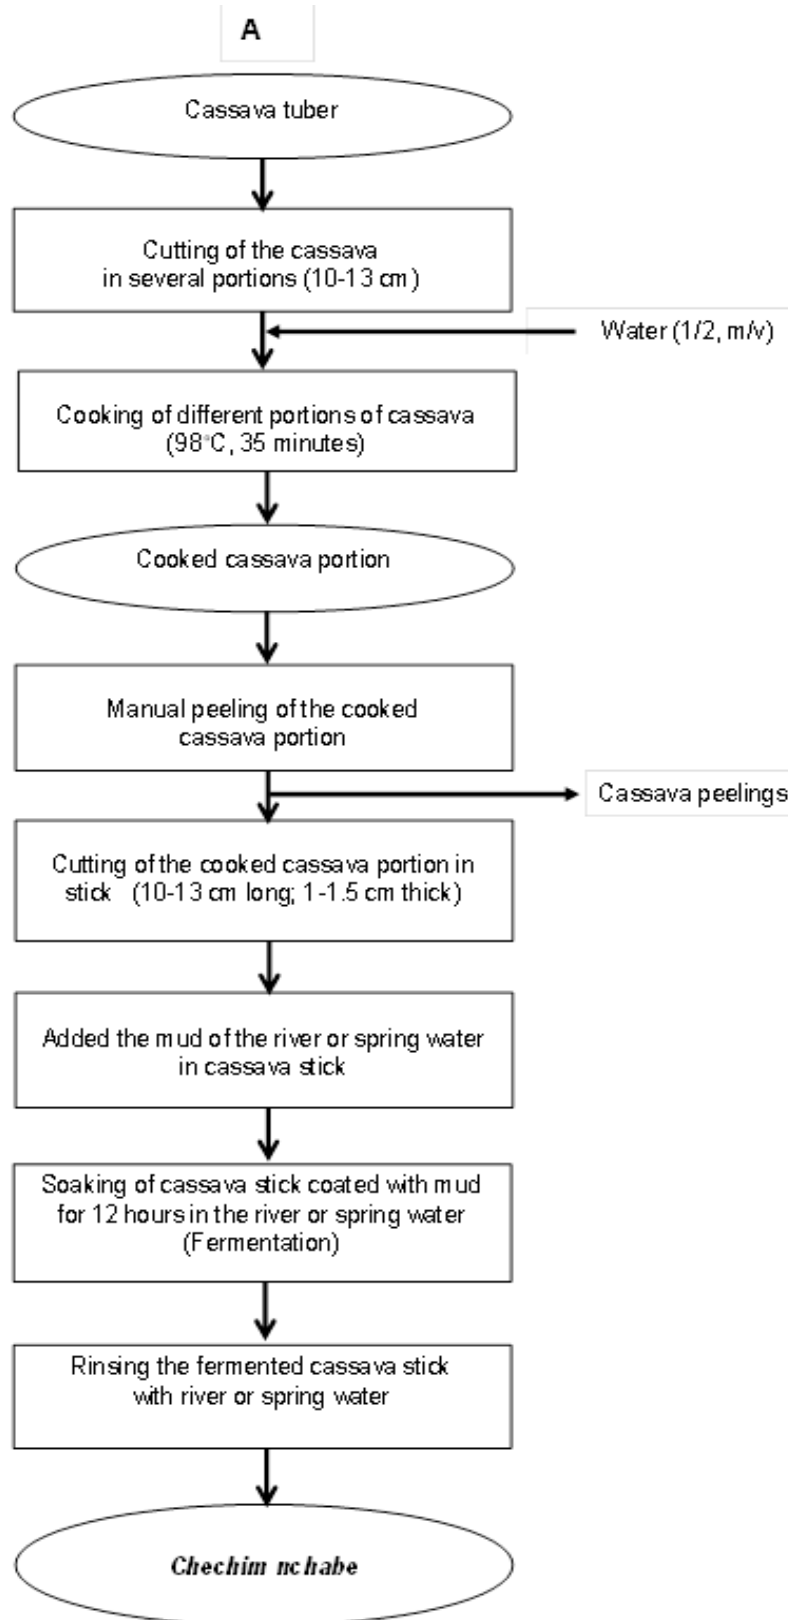 A
Cassava tuber
Cutting of the cassava
in several portions (10-13 cm)
Water (1/2, m/v)
Cooking of different portions of cassava
(98°C, 35 minutes)
Cooked cassava portion
Manual peeling of the cooked
cassava portion
Cassava peelings
Cutting of the cooked cassava portion in
stick (10-13 cm long; 1-1.5 cm thick)
Added the mud of the river or spring water
in cassava stick
Soaking of cassava stick coated with mud
for 12 hours in the river or spring water
(Fermentation)
Rinsing the fermented cassava stick
with river or spring water
Chechim nchabe